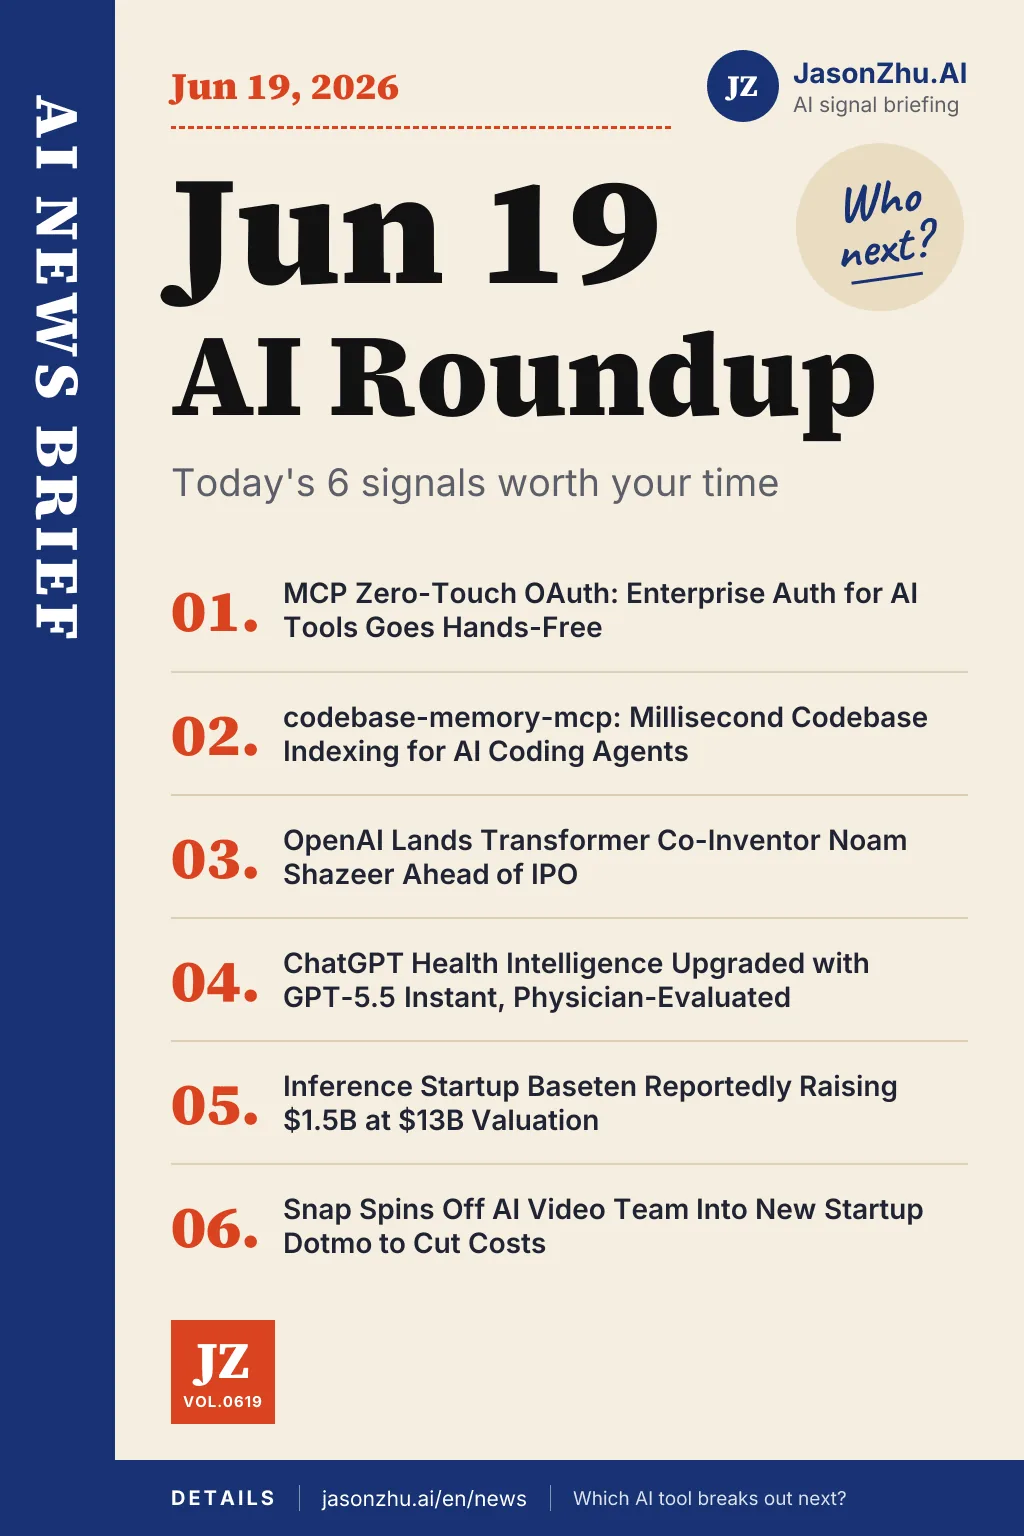 AI NEWS BRIEF
Jun 19, 2026
JZ
JasonZhu.AI
AI signal briefing
Who
next?
Jun 19
AI Roundup
Today's 6 signals worth your time
01.
MCP Zero-Touch OAuth: Enterprise Auth for AI
Tools Goes Hands-Free
02.
codebase-memory-mcp: Millisecond Codebase
Indexing for AI Coding Agents
03.
OpenAI Lands Transformer Co-Inventor Noam
Shazeer Ahead of IPO
04.
ChatGPT Health Intelligence Upgraded with
GPT-5.5 Instant, Physician-Evaluated
05.
Inference Startup Baseten Reportedly Raising
$1.5B at $13B Valuation
06.
Snap Spins Off AI Video Team Into New Startup
Dotmo to Cut Costs
JZ
VOL.0619
DETAILS
jasonzhu.ai/en/news
Which AI tool breaks out next?